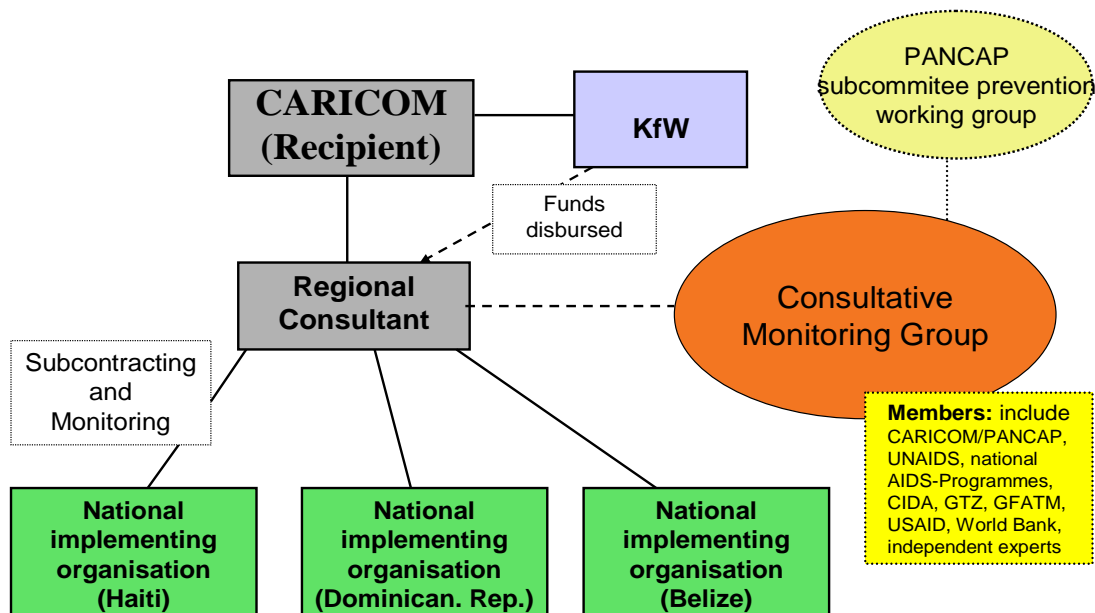 PANCAP
subcommitee prevention
working group
CARICOM
(Recipient)
KfW
Funds
disbursed
Regional
Consultant
Consultative
Monitoring Group
Subcontracting
and
Monitoring
Members: include
CARICOM/PANCAP,
UNAIDS, national
AIDS-Programmes,
CIDA, GTZ, GFATM,
USAID, World Bank,
independent experts
National
implementing
organisation
(Haiti)
National
implementing
organisation
(Dominican. Rep.)
National
implementing
organisation
(Belize)